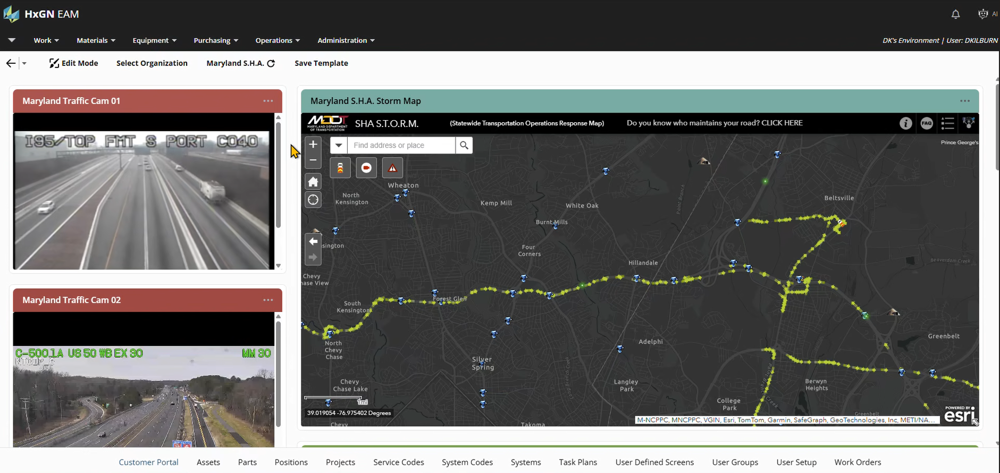 HxGN EAM
AI
Work
Materials
Equipment
Purchasing
Operations
Administration
DK's Environment | User: DKILBURN
Edit Mode
Select Organization
Maryland S.H.A.
Save Template
Maryland Traffic Cam 01
I95/TOP FMT S PORT C040
Maryland Traffic Cam 02
C-500.1A US 50 WB EX 30
MM 30
NTCIP_8
Maryland S.H.A. Storm Map
MDOT
MARYLAND DEPARTMENT
OF TRANSPORTATION
SHA S.T.O.R.M.
(Statewide Transportation Operations Response Map)
Do you know who maintains your road? CLICK HERE
FAQ
Find address or place
Prince George's
Wheaton
North
Kensington
Kemp Mill
White Oak
Point Branch
Beltsville
Burnt Mills
sington
Four
Corners
Hillandale
Beaverdam Creek
Chevy
hase View
Forest Glen
South
Kensington
North
Chevy
Chase
Adelphi
Greenbelt
Silver
Spring
Chevy
Chase Lake
Langley
Park
Berwyn
Heights
College
Park
Creek
Greenbelt
1mi
39.019054 -76.975402 Degrees
Chevy
Takoma
M-NCPPC, MNCPPC, VGIN, Esri, TomTom, Garmin, SafeGraph, GeoTechnologies, Inc, METI/NA...
POWERED BY
esri
Customer Portal
Assets
Parts
Positions
Projects
Service Codes
System Codes
Systems
Task Plans
User Defined Screens
User Groups
User Setup
Work Orders